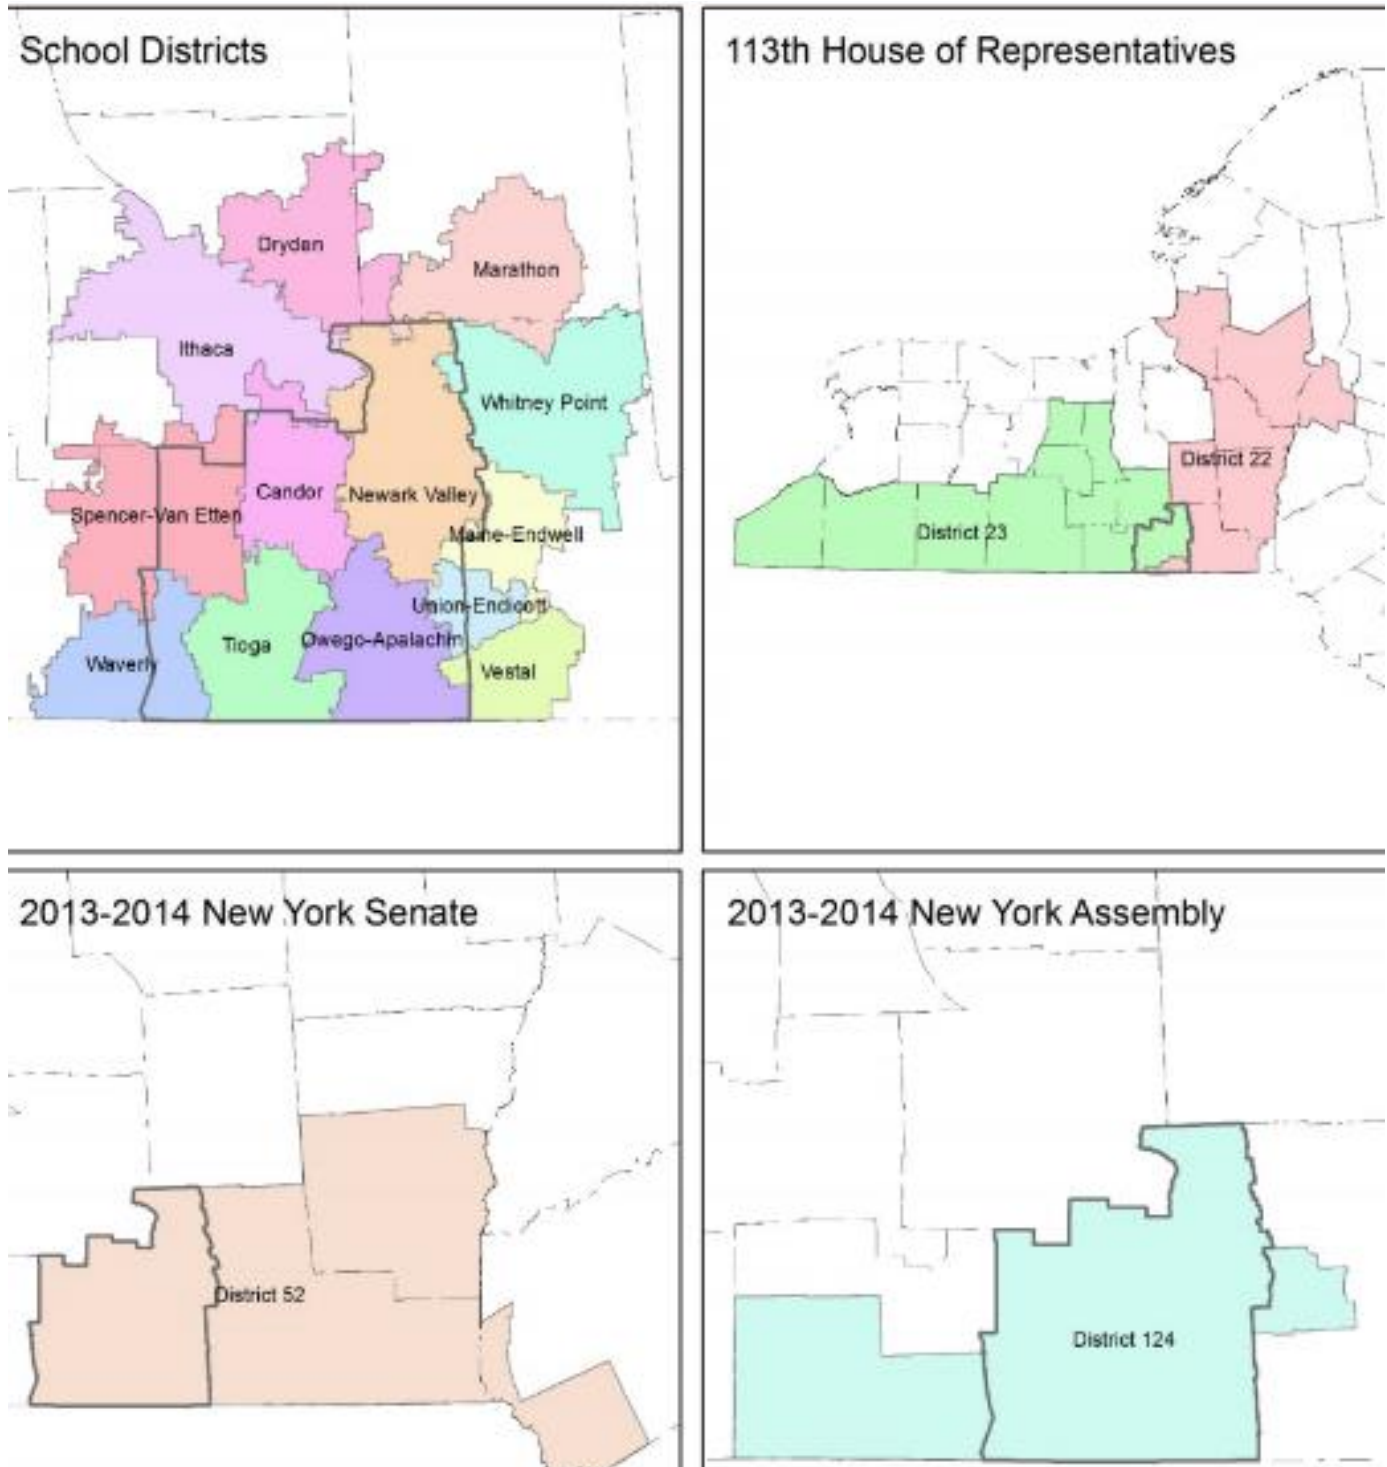 School Districts
Dryden
Marathon
Ithaca
Whitney Point
Candor
Newark Valley
Spencer-Van Etten
Maine-Endwell
Union-Endicott
Tioga
Owego-Apalachin
Waverly
Vestal
113th House of Representatives
District 22
District 23
2013-2014 New York Senate
District 52
2013-2014 New York Assembly
District 124